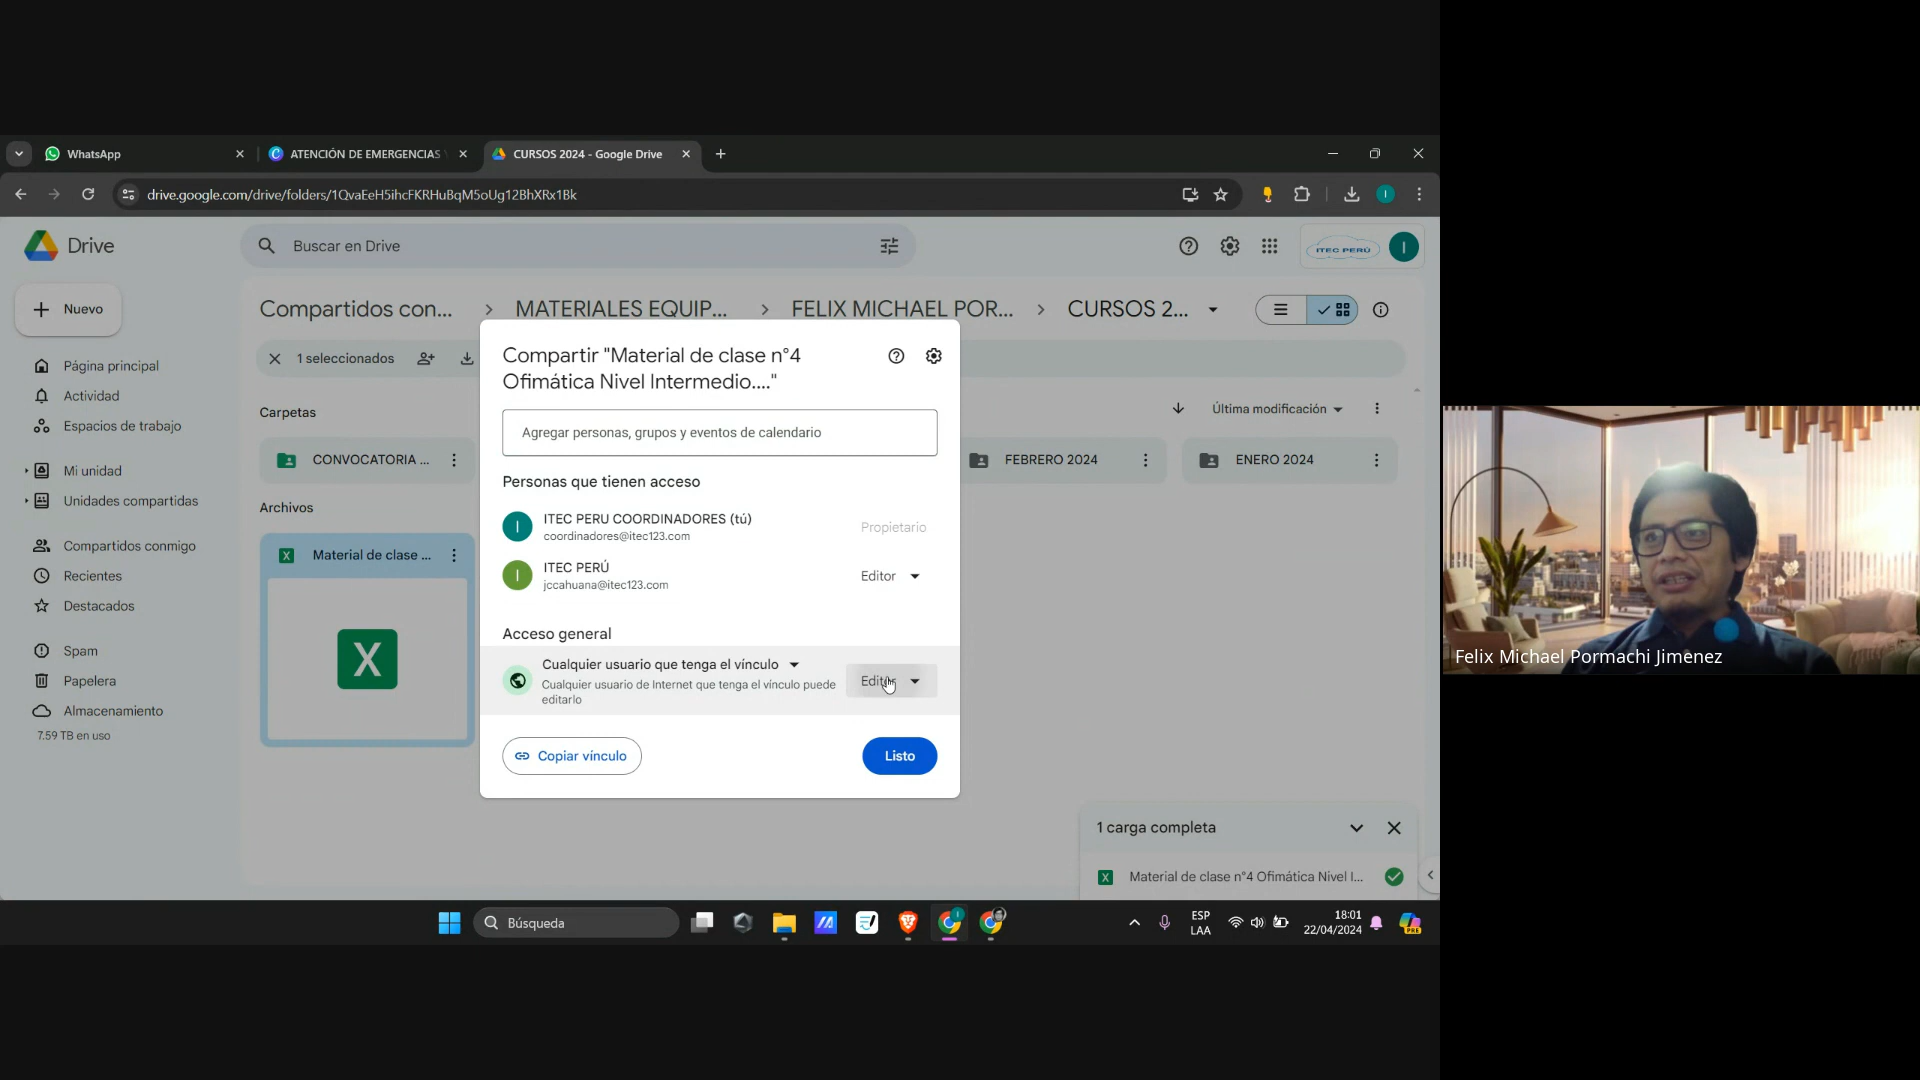 WhatsApp
ATENCIÓN DE EMERGENCIAS
CURSOS 2024 - Google Drive
drive.google.com/drive/folders/1QvaEeH5ihcFKRHuBqM5oUg12BhXRx1Bk
Drive
Buscar en Drive
ITEC PERÚ
I
Nuevo
Compartidos con...
MATERIALES EQUIP...
FELIX MICHAEL POR...
CURSOS 2...
1 seleccionados
Página principal
Actividad
Espacios de trabajo
Mi unidad
Unidades compartidas
Compartidos conmigo
Recientes
Destacados
Spam
Papelera
Almacenamiento
7.59 TB en uso
Carpetas
Última modificación
CONVOCATORIA ...
FEBRERO 2024
ENERO 2024
Archivos
Material de clase ...
X
Compartir "Material de clase n°4
Ofimática Nivel Intermedio...."
Agregar personas, grupos y eventos de calendario
Personas que tienen acceso
I
ITEC PERU COORDINADORES (tú)
coordinadores@itec123.com
Propietario
I
ITEC PERÚ
jccahuana@itec123.com
Editor
Acceso general
Cualquier usuario que tenga el vínculo
Cualquier usuario de Internet que tenga el vínculo puede
editarlo
Editor
Copiar vínculo
Listo
1 carga completa
Material de clase n°4 Ofimática Nivel I...
Búsqueda
ESP
LAA
18:01
22/04/2024
PRE
Felix Michael Pormachi Jimenez